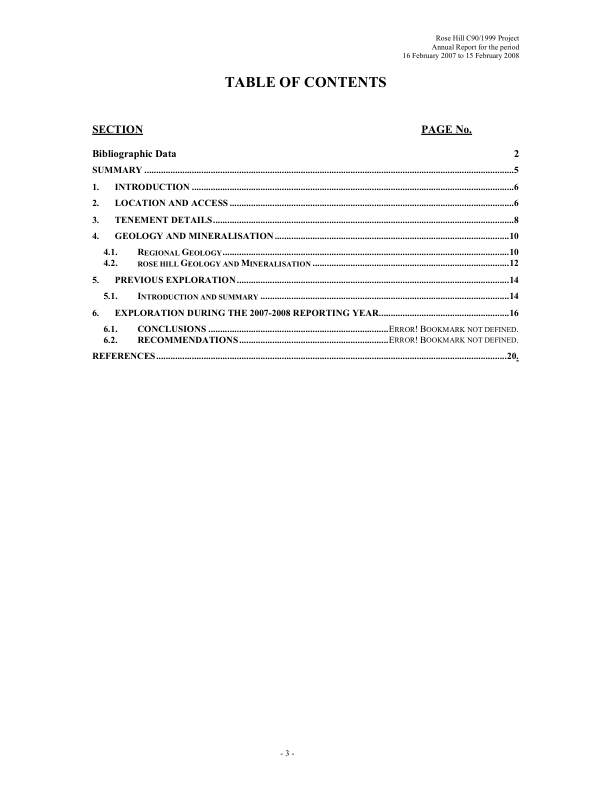 Rose Hill C90/1999 Project
Annual Report for the period
16 February 2007 to 15 February 2008
TABLE OF CONTENTS
SECTION PAGE No.
Bibliographic Data 2
SUMMARY ..........5
1. INTRODUCTION ..........6
2. LOCATION AND ACCESS ..........6
3. TENEMENT DETAILS..........8
4. GEOLOGY AND MINERALISATION..........10
4.1. REGIONAL GEOLOGY..........10
4.2. ROSE HILL GEOLOGY AND MINERALISATION ..........12
5. PREVIOUS EXPLORATION..........14
5.1. INTRODUCTION AND SUMMARY ..........14
6. EXPLORATION DURING THE 2007-2008 REPORTING YEAR..........16
6.1. CONCLUSIONS ..........ERROR! BOOKMARK NOT DEFINED.
6.2. RECOMMENDATIONS..........ERROR! BOOKMARK NOT DEFINED.
REFERENCES..........20.
- 3 -